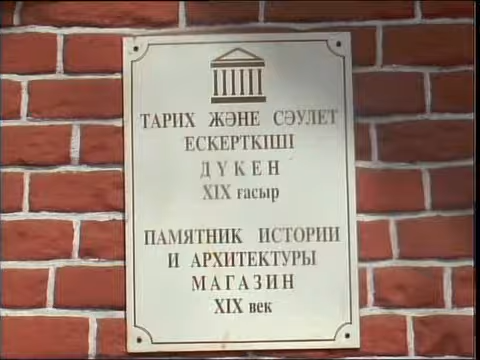 ТАРИХ ЖӘНЕ СӘУЛЕТ
ЕСКЕРТКІШІ
ДҮКЕН
XIX ғасыр
ПАМЯТНИК ИСТОРИИ
И АРХИТЕКТУРЫ
МАГАЗИН
XIX век